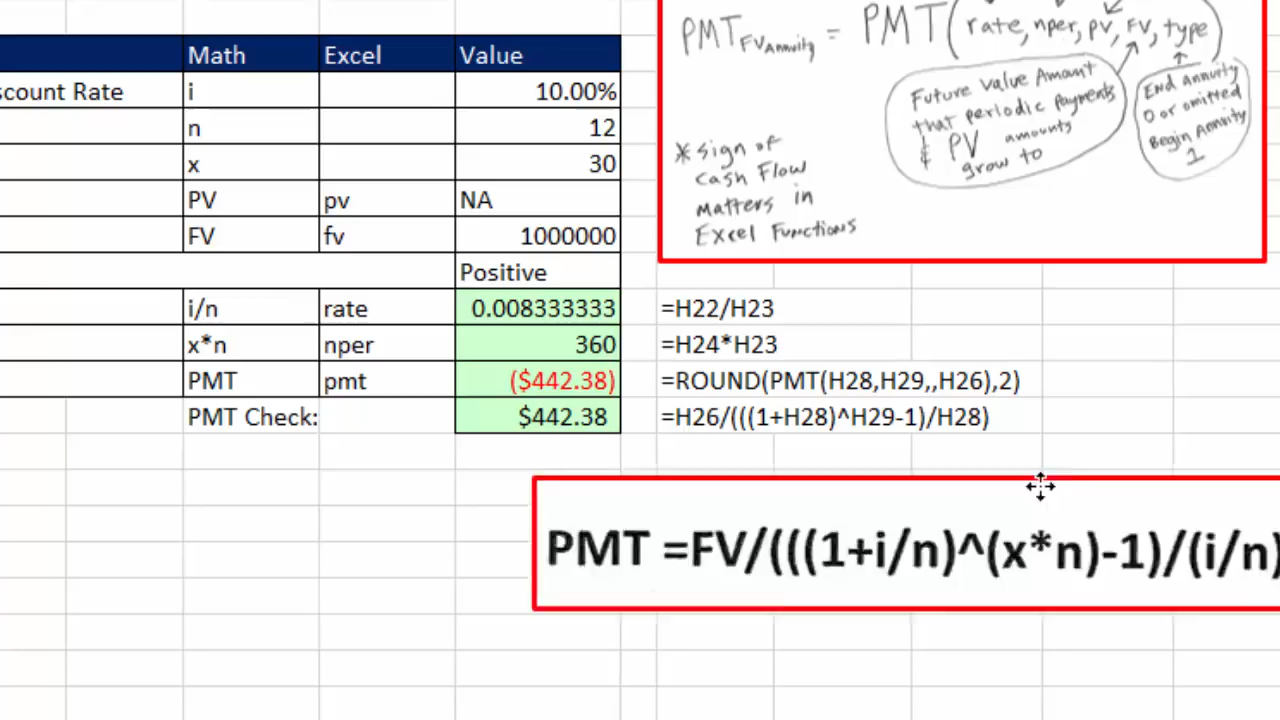 PMT FV Annuity = PMT(rate, nper, PV, FV, type)
Future Value Amount
that periodic payments
& PV amounts
grow to
End Annuity
0 or omitted
Begin Annuity
1
*sign of
Cash Flow
Matters in
Excel Functions
Math Excel Value
scount Rate i 10.00%
n 12
x 30
PV pv NA
FV fv 1000000
Positive
i/n rate 0.008333333 =H22/H23
x*n nper 360 =H24*H23
PMT pmt ($442.38) =ROUND(PMT(H28,H29,,H26),2)
PMT Check: $442.38 =H26/(((1+H28)^H29-1)/H28)
PMT =FV/(((1+i/n)^(x*n)-1)/(i/n)